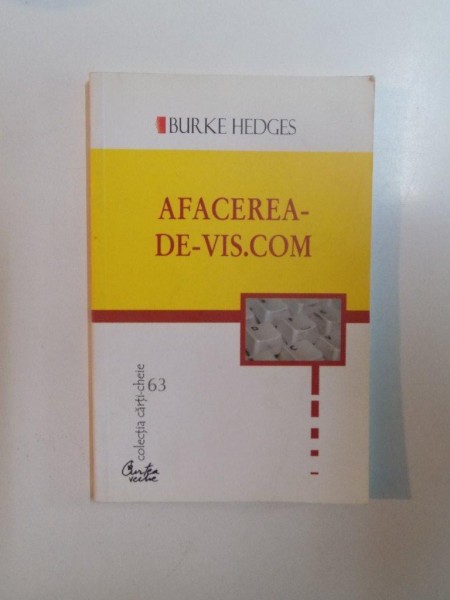 BURKE HEDGES
AFACEREA-
DE-VIS.COM
colecția cărți-cheie 63
Curtea
veche